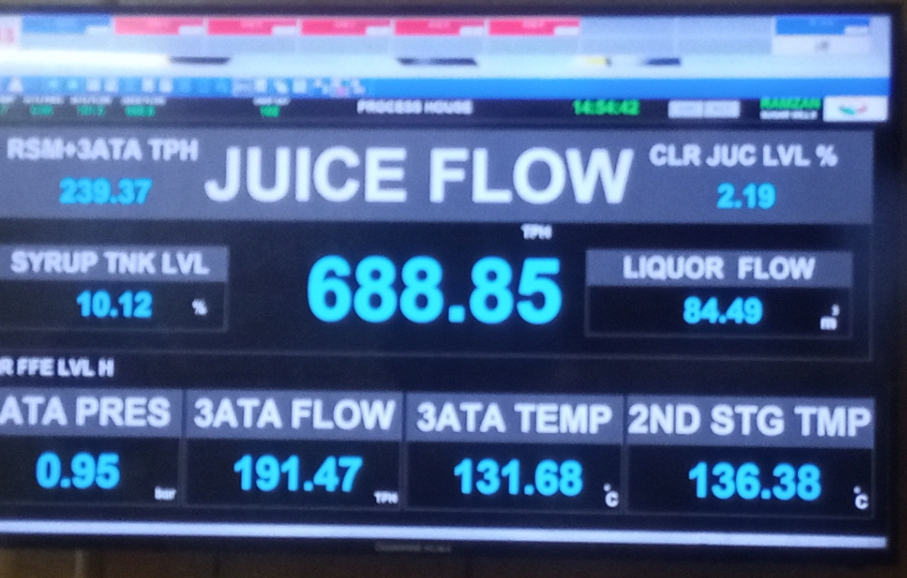 PROCESS HOUSE 14:54:42 RAMZAN
SUGAR MILLS
RSM+3ATA TPH JUICE FLOW CLR JUC LVL %
239.37 2.19
TPH
SYRUP TNK LVL 688.85 LIQUOR FLOW
10.12 % 84.49 m³
R FFE LVL H
ATA PRES 3ATA FLOW 3ATA TEMP 2ND STG TMP
0.95 bar 191.47 TPH 131.68 °C 136.38 °C